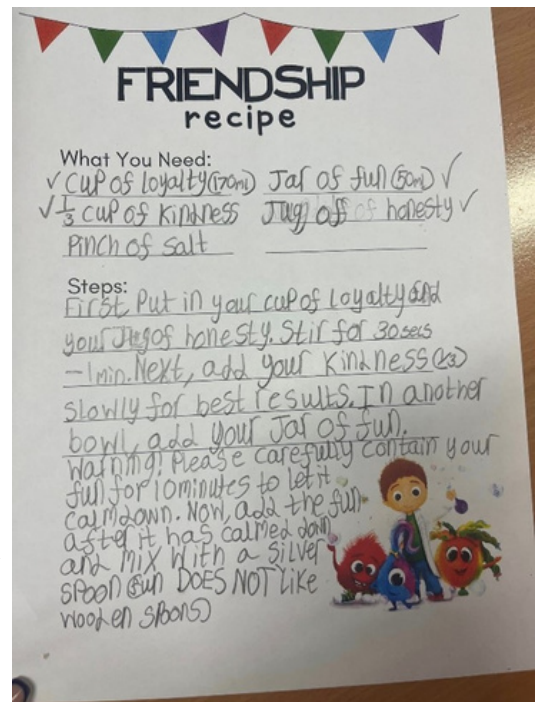 FRIENDSHIP
recipe
What You Need:
✓ Cup of Loyalty (170ml) Jar of fun (50ml) ✓
✓ 1/3 cup of Kindness Jug of honesty ✓
Pinch of salt
Steps:
First, Put in your cup of Loyalty and
your Jug of honesty. Stir for 30secs
-1min. Next, add your Kindness (1/3)
slowly for best results. In another
bowl, add your Jar of fun.
Warning! Please carefully contain your
fun for 10minutes to let it
calm down. Now, add the fun
after it has calmed down
and mix with a silver
spoon (fun DOES NOT like
wooden spoons)